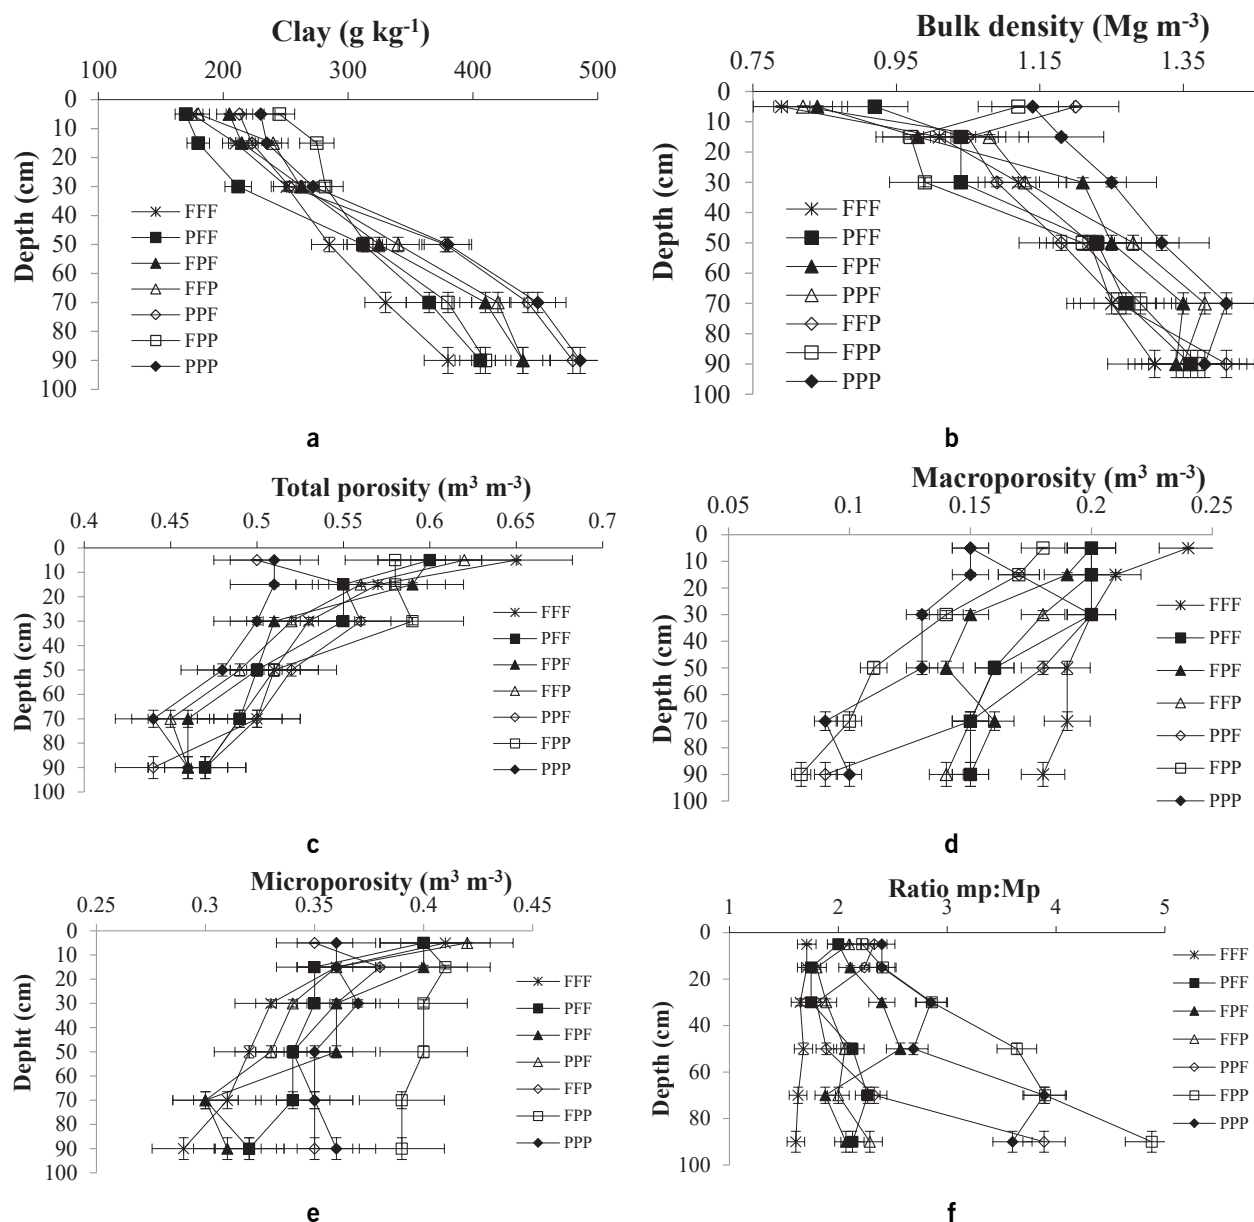 Clay (g kg⁻¹)
100 200 300 400 500
0
10
20
30
40
50
60
70
80
90
100
Depth (cm)
FFF
PFF
FPF
FFP
PPF
FPP
PPP
a
Bulk density (Mg m⁻³)
0.75 0.95 1.15 1.35
0
10
20
30
40
50
60
70
80
90
100
Depth (cm)
FFF
PFF
FPF
PPF
FFP
FPP
PPP
b
Total porosity (m³ m⁻³)
0.4 0.45 0.5 0.55 0.6 0.65 0.7
0
10
20
30
40
50
60
70
80
90
100
Depth (cm)
FFF
PFF
FPF
FFP
PPF
FPP
PPP
c
Macroporosity (m³ m⁻³)
0.05 0.1 0.15 0.2 0.25
0
10
20
30
40
50
60
70
80
90
100
Depth (cm)
FFF
PFF
FPF
FFP
PPF
FPP
PPP
d
Microporosity (m³ m⁻³)
0.25 0.3 0.35 0.4 0.45
0
10
20
30
40
50
60
70
80
90
100
Depht (cm)
FFF
PFF
FPF
PPF
FFP
FPP
PPP
e
Ratio mp:Mp
1 2 3 4 5
0
20
40
60
80
100
Depth (cm)
FFF
PFF
FPF
FFP
PPF
FPP
PPP
f